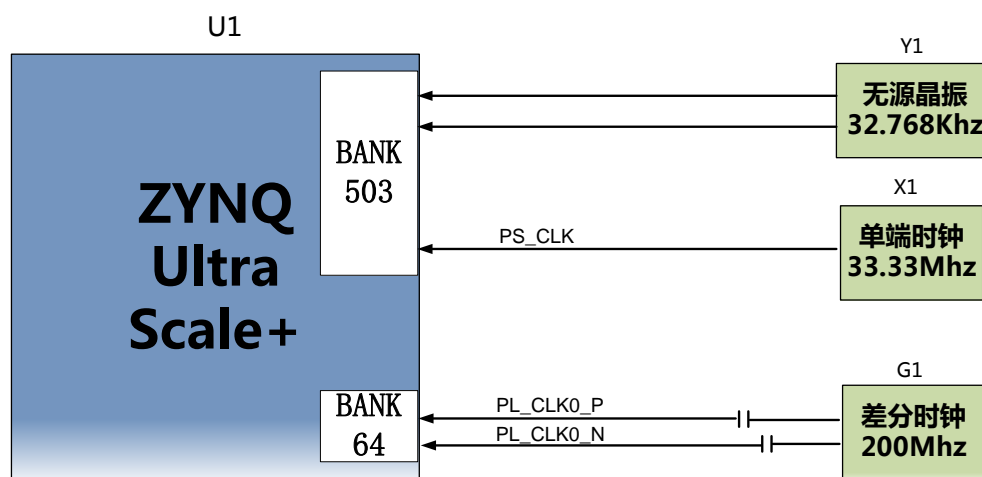 U1
ZYNQ
Ultra
Scale+
BANK
503
BANK
64
PS_CLK
PL_CLK0_P
PL_CLK0_N
Y1
无源晶振
32.768Khz
X1
单端时钟
33.33Mhz
G1
差分时钟
200Mhz